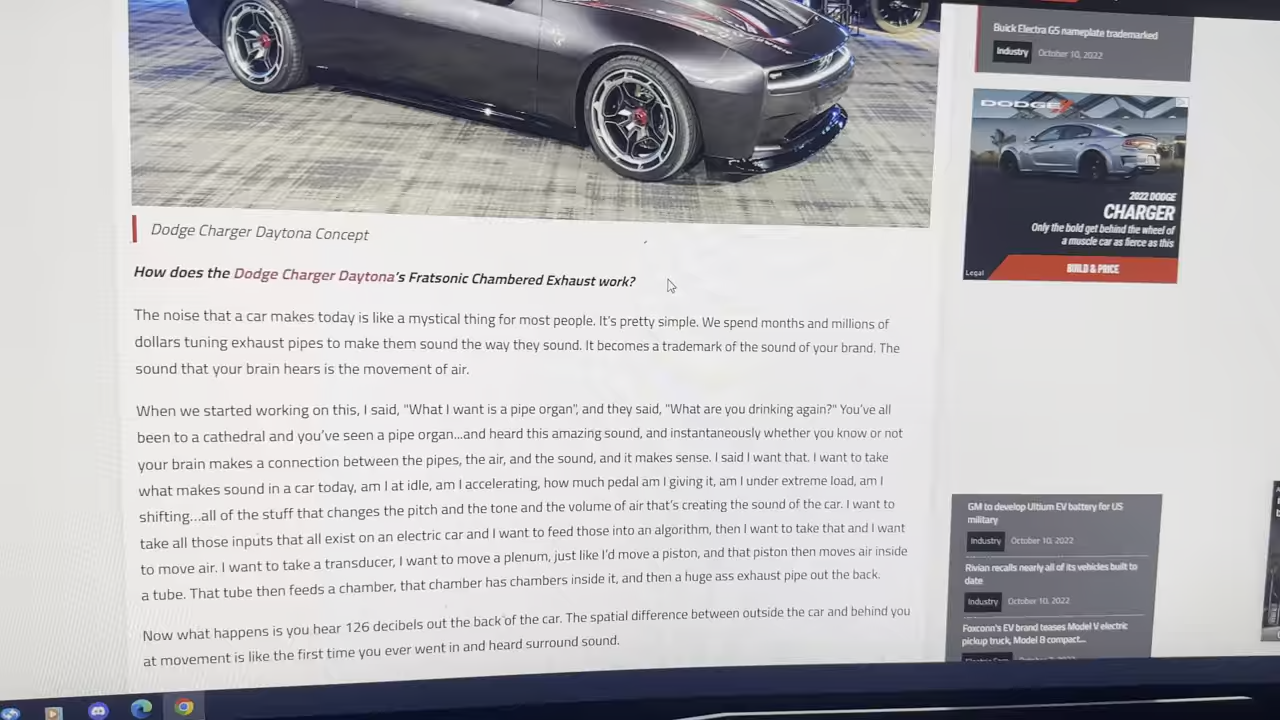 Buick Electra G5 nameplate trademarked
Industry October 10, 2022
DODGE
2022 DODGE
CHARGER
Only the bold get behind the wheel of
a muscle car as fierce as this
Legal
BUILD & PRICE
Dodge Charger Daytona Concept
How does the Dodge Charger Daytona's Fratsonic Chambered Exhaust work?
The noise that a car makes today is like a mystical thing for most people. It's pretty simple. We spend months and millions of
dollars tuning exhaust pipes to make them sound the way they sound. It becomes a trademark of the sound of your brand. The
sound that your brain hears is the movement of air.
When we started working on this, I said, "What I want is a pipe organ", and they said, "What are you drinking again?" You've all
been to a cathedral and you've seen a pipe organ...and heard this amazing sound, and instantaneously whether you know or not
your brain makes a connection between the pipes, the air, and the sound, and it makes sense. I said I want that. I want to take
what makes sound in a car today, am I at idle, am I accelerating, how much pedal am I giving it, am I under extreme load, am I
shifting...all of the stuff that changes the pitch and the tone and the volume of air that's creating the sound of the car. I want to
take all those inputs that all exist on an electric car and I want to feed those into an algorithm, then I want to take that and I want
to move air. I want to take a transducer, I want to move a plenum, just like I'd move a piston, and that piston then moves air inside
a tube. That tube then feeds a chamber, that chamber has chambers inside it, and then a huge ass exhaust pipe out the back.
Now what happens is you hear 126 decibels out the back of the car. The spatial difference between outside the car and behind you
at movement is like the first time you ever went in and heard surround sound.
GM to develop Ultium EV battery for US
military
Industry October 10, 2022
Rivian recalls nearly all of its vehicles built to
date
Industry October 10, 2022
Foxconn's EV brand teases Model V electric
pickup truck, Model B compact...